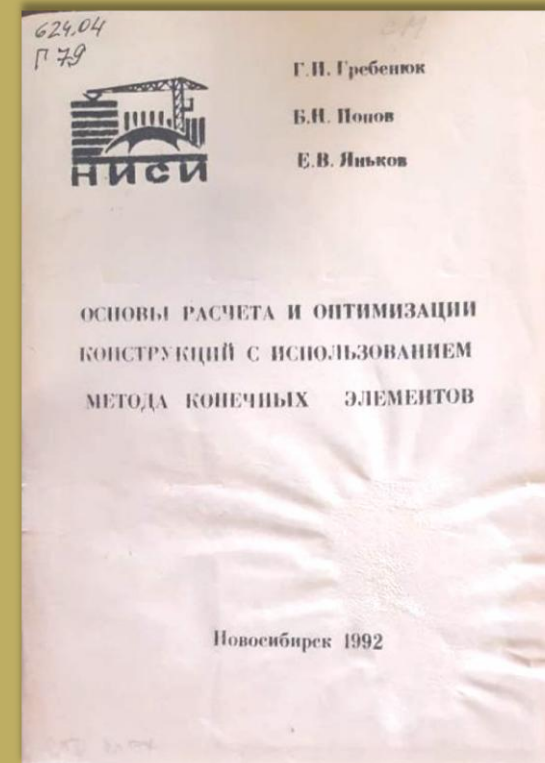 624.04
Г 79
Г.И. Гребенюк
Б.Н. Попов
Е.В. Яньков
НИСИ
ОСНОВЫ РАСЧЕТА И ОПТИМИЗАЦИИ
КОНСТРУКЦИЙ С ИСПОЛЬЗОВАНИЕМ
МЕТОДА КОНЕЧНЫХ ЭЛЕМЕНТОВ
Новосибирск 1992